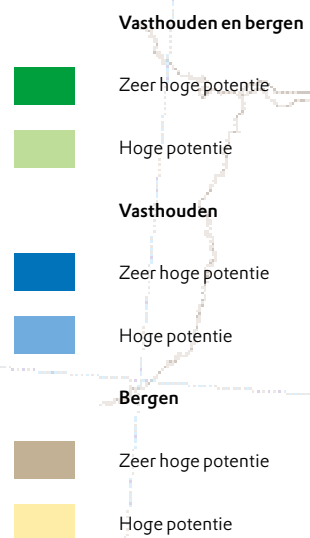 Vasthouden en bergen
Zeer hoge potentie
Hoge potentie
Vasthouden
Zeer hoge potentie
Hoge potentie
Bergen
Zeer hoge potentie
Hoge potentie